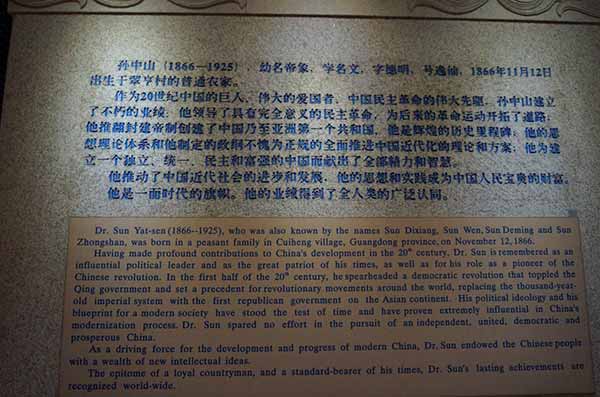 孙中山(1866—1925),幼名帝象,学名文,字德明,号逸仙,1866年11月12日
出生于翠亨村的普通农家。
作为20世纪中国的巨人、伟大的爱国者、中国民主革命的伟大先驱,孙中山建立
了不朽的业绩:他领导了具有完全意义的民主革命,为后来的革命运动开拓了道路;
他推翻封建帝制创建了中国乃至亚洲第一个共和国,他是辉煌的历史里程碑;他的思
想理论体系和他制定的政纲不愧为正规的全面推进中国近代化的理论和方案;他为建
立一个独立、统一、民主和富强的中国而献出了全部精力和智慧。
他推动了中国近代社会的进步和发展,他的思想和实践成为中国人民宝贵的财富。
他是一面时代的旗帜。他的业绩得到了全人类的广泛认同。
Dr. Sun Yat-sen (1866--1925), who was also known by the names Sun Dixiang, Sun Wen, Sun Deming and Sun
Zhongshan, was born in a peasant family in Cuiheng village, Guangdong province, on November 12, 1866.
Having made profound contributions to China's development in the 20th century, Dr. Sun is remembered as an
influential political leader and as the great patriot of his times, as well as for his role as a pioneer of the
Chinese revolution. In the first half of the 20th century, he spearheaded a democratic revolution that toppled the
Qing government and set a precedent for revolutionary movements around the world, replacing the thousand-year-
old imperial system with the first republican government on the Asian continent. His political ideology and his
blueprint for a modern society have stood the test of time and have proven extremely influential in China's
modernization process. Dr. Sun spared no effort in the pursuit of an independent, united, democratic and
prosperous China.
As a driving force for the development and progress of modern China, Dr. Sun endowed the Chinese people
with a wealth of new intellectual ideas.
The epitome of a loyal countryman, and a standard-bearer of his times, Dr. Sun's lasting achievements are
recognized world-wide.